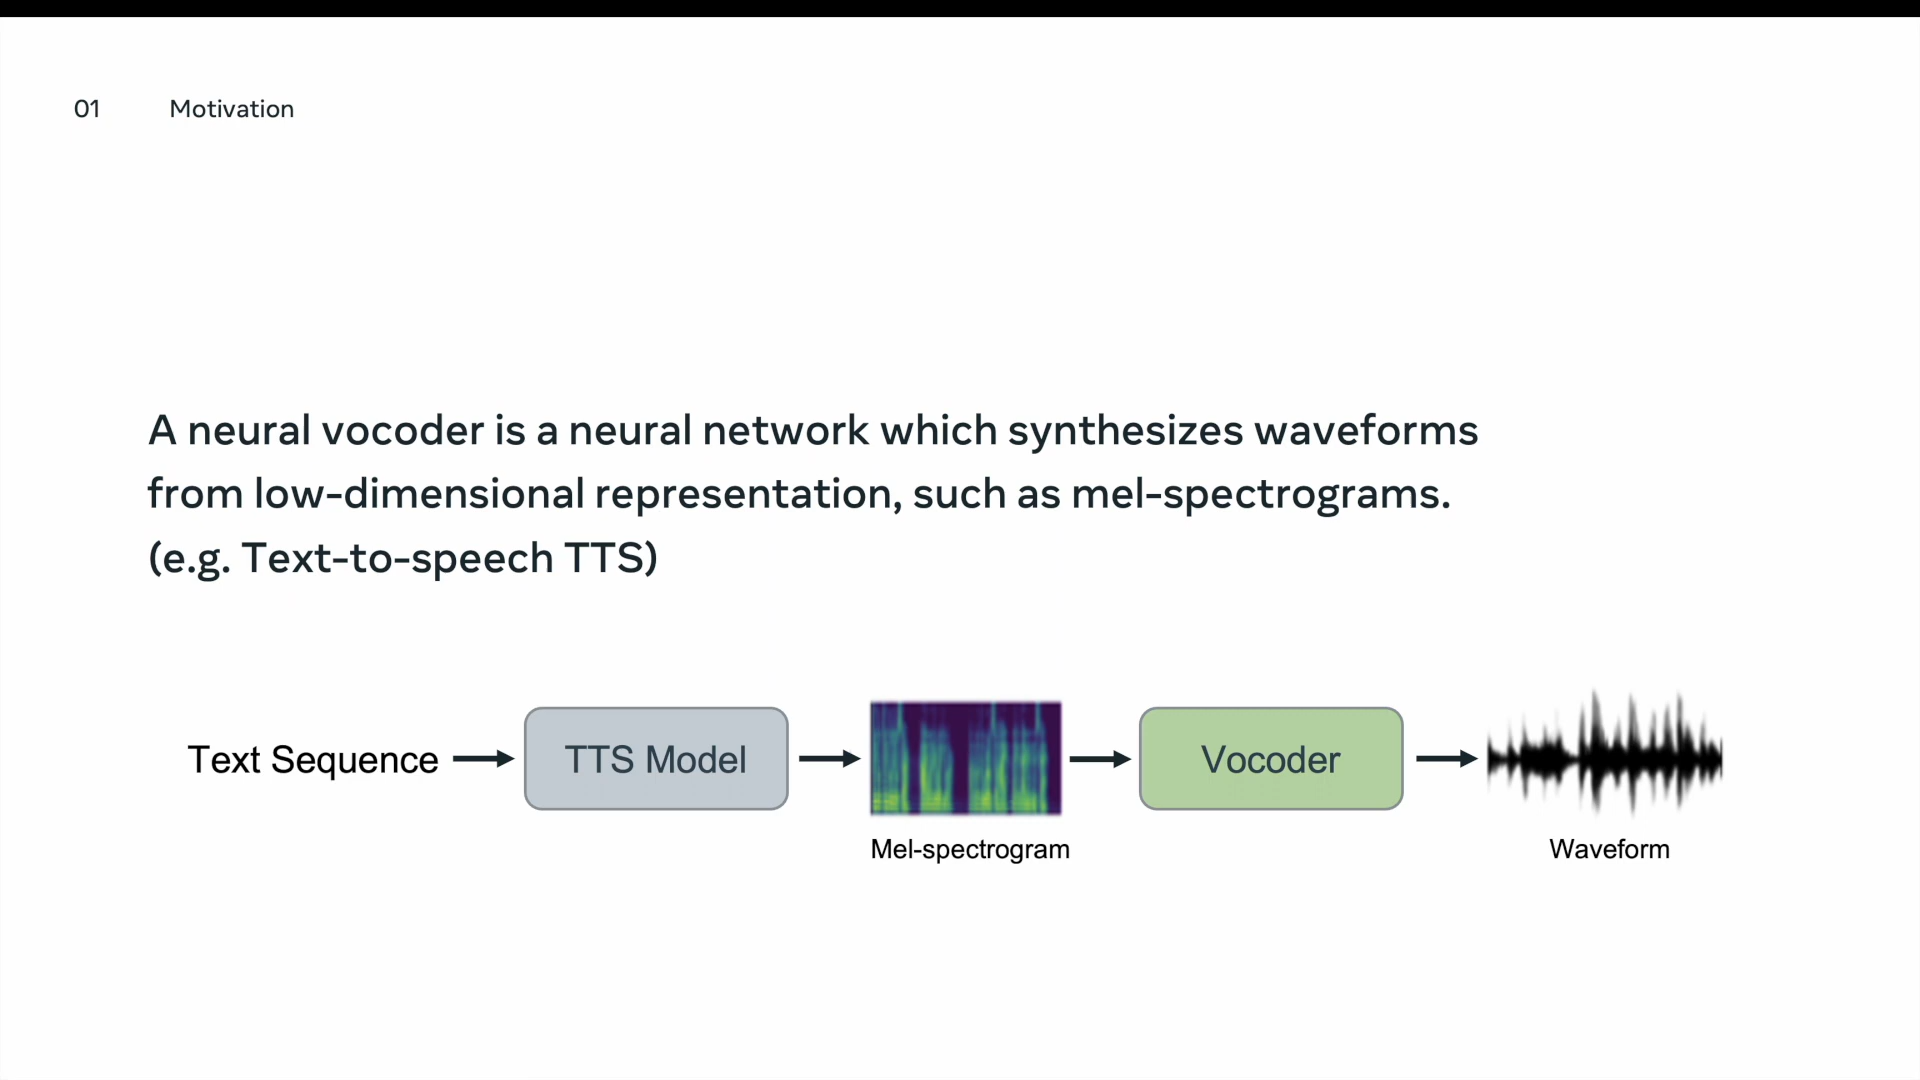 01 Motivation
A neural vocoder is a neural network which synthesizes waveforms
from low-dimensional representation, such as mel-spectrograms.
(e.g. Text-to-speech TTS)
Text Sequence TTS Model Vocoder
Mel-spectrogram Waveform